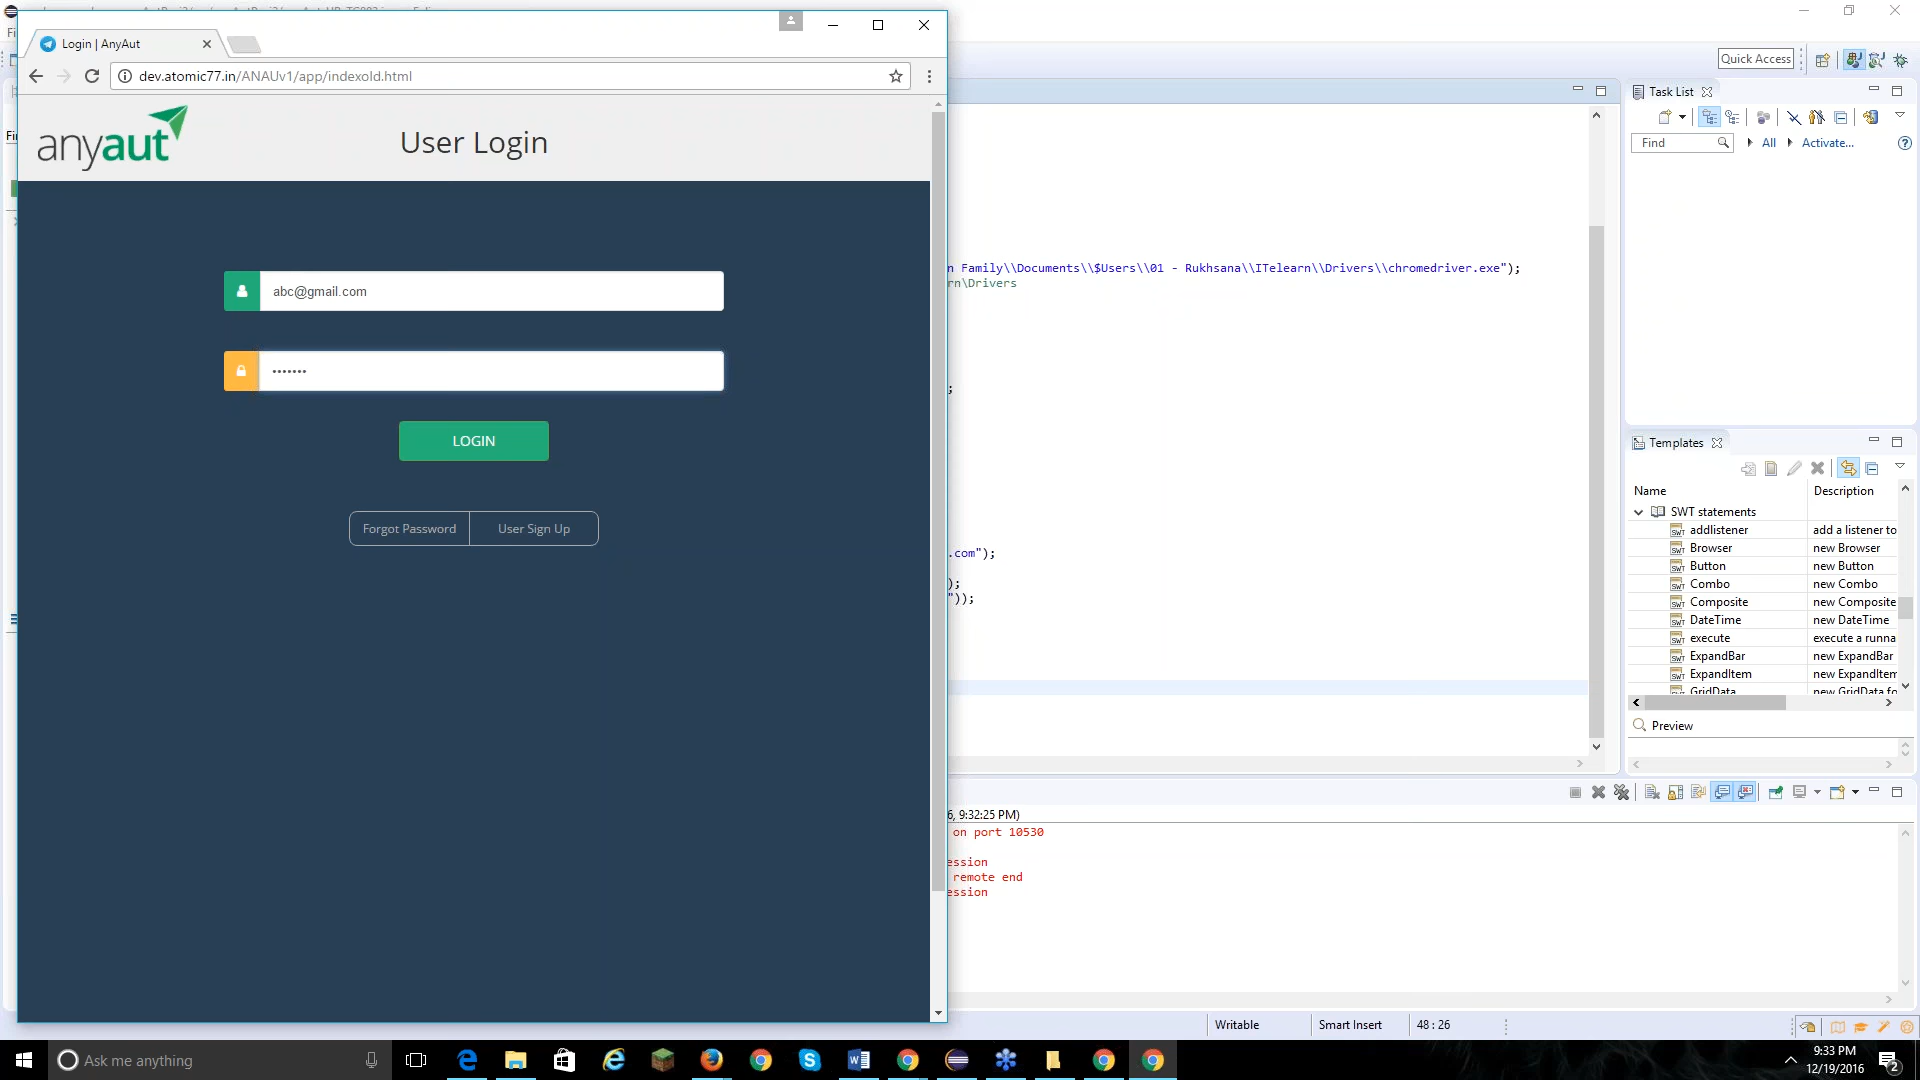 Login | AnyAut
dev.atomic77.in/ANAUv1/app/indexold.html
Quick Access
anyaut
User Login
Task List
Find
All
Activate...
abc@gmail.com
•••••••
LOGIN
Forgot Password
User Sign Up
n Family\\Documents\\$Users\\01 - Rukhsana\\ITelearn\\Drivers\\chromedriver.exe");
rn\Drivers
;
.com");
);
"));
Templates
Name
Description
SWT statements
addlistener
add a listener to
Browser
new Browser
Button
new Button
Combo
new Combo
Composite
new Composite
DateTime
new DateTime
execute
execute a runna
ExpandBar
new ExpandBar
ExpandItem
new ExpandItem
GridData
new GridData fo
Preview
6, 9:32:25 PM)
on port 10530
ession
remote end
ession
Writable
Smart Insert
48 : 26
Ask me anything
9:33 PM
12/19/2016
2